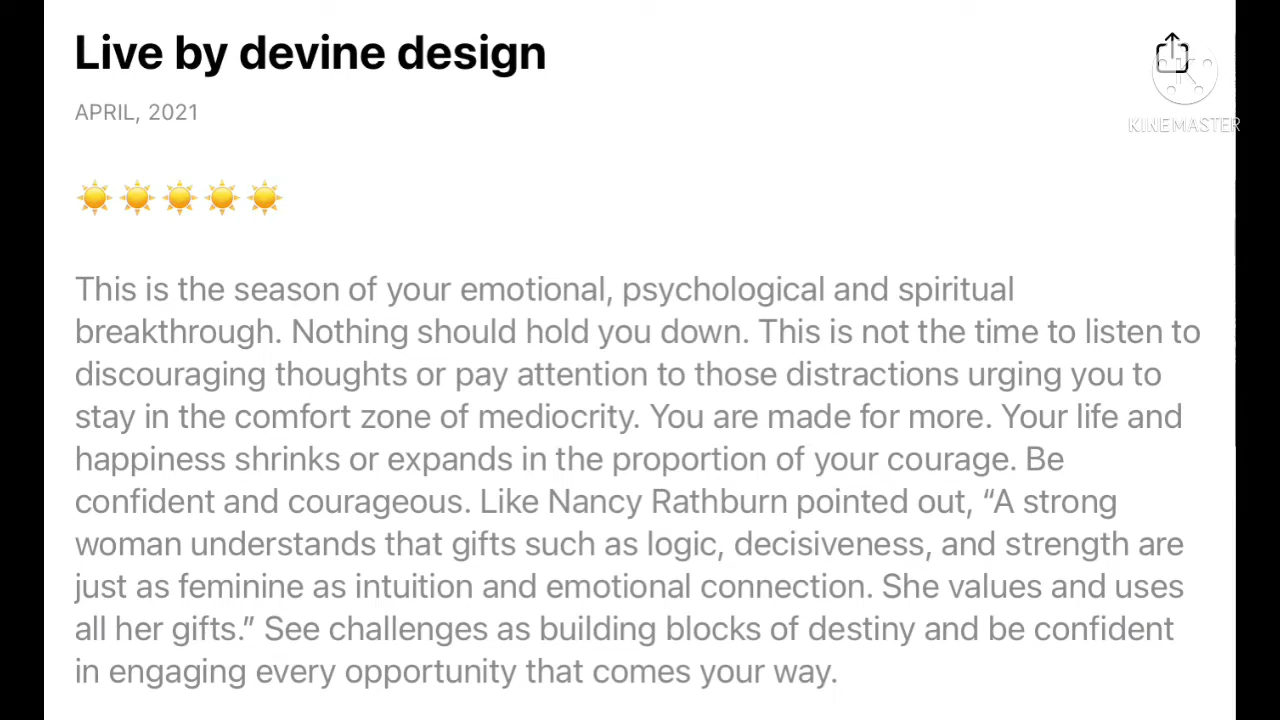 Live by devine design
APRIL, 2021
KINEMASTER
This is the season of your emotional, psychological and spiritual
breakthrough. Nothing should hold you down. This is not the time to listen to
discouraging thoughts or pay attention to those distractions urging you to
stay in the comfort zone of mediocrity. You are made for more. Your life and
happiness shrinks or expands in the proportion of your courage. Be
confident and courageous. Like Nancy Rathburn pointed out, “A strong
woman understands that gifts such as logic, decisiveness, and strength are
just as feminine as intuition and emotional connection. She values and uses
all her gifts.” See challenges as building blocks of destiny and be confident
in engaging every opportunity that comes your way.